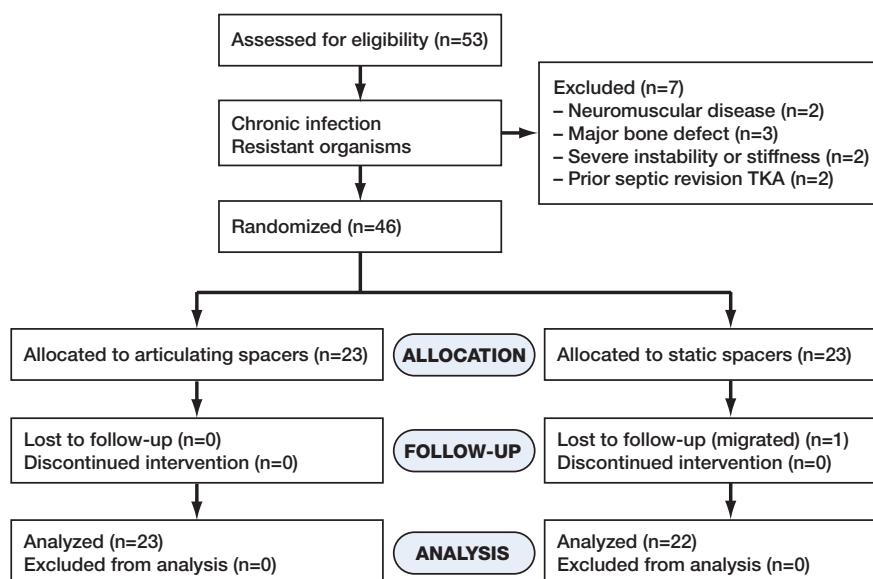 Assessed for eligibility (n=53)
Excluded (n=7)
– Neuromuscular disease (n=2)
– Major bone defect (n=3)
– Severe instability or stiffness (n=2)
– Prior septic revision TKA (n=2)
Chronic infection
Resistant organisms
Randomized (n=46)
Allocated to articulating spacers (n=23)
ALLOCATION
Allocated to static spacers (n=23)
Lost to follow-up (n=0)
Discontinued intervention (n=0)
FOLLOW-UP
Lost to follow-up (migrated) (n=1)
Discontinued intervention (n=0)
Analyzed (n=23)
Excluded from analysis (n=0)
ANALYSIS
Analyzed (n=22)
Excluded from analysis (n=0)